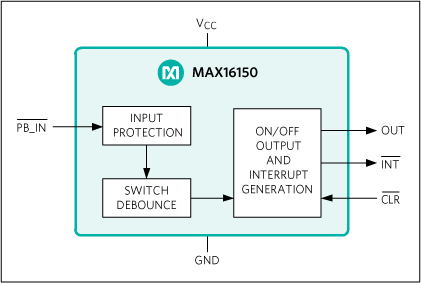 VCC
MAX16150
PB_IN
INPUT
PROTECTION
SWITCH
DEBOUNCE
ON/OFF
OUTPUT
AND
INTERRUPT
GENERATION
OUT
INT
CLR
GND